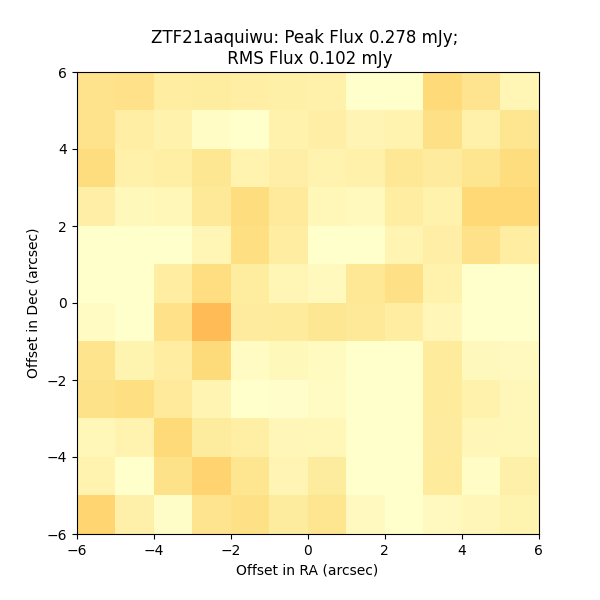 ZTF21aaquiwu: Peak Flux 0.278 mJy;
RMS Flux 0.102 mJy
6
4
2
0
−2
−4
−6
Offset in Dec (arcsec)
−6 −4 −2 0 2 4 6
Offset in RA (arcsec)